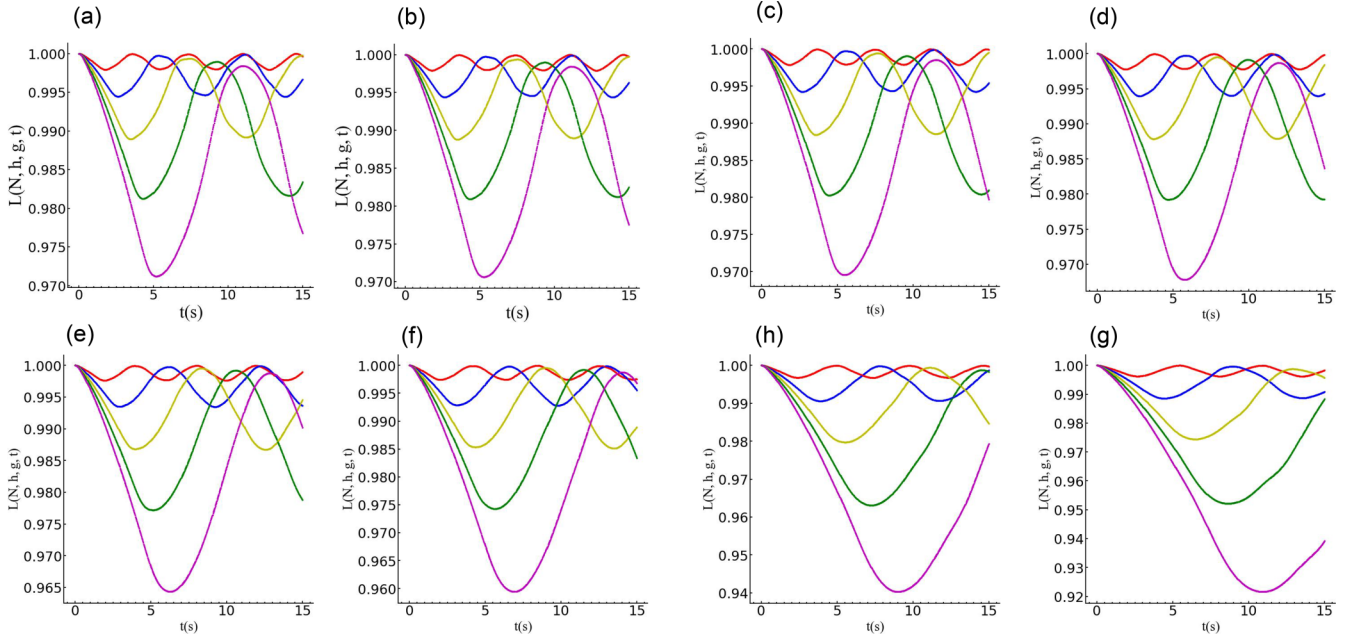 (a)
1.000
0.995
0.990
0.985
0.980
0.975
0.970
L(N, h, g, t)
0 5 10 15
t(s)
(b)
1.000
0.995
0.990
0.985
0.980
0.975
0.970
L(N, h, g, t)
0 5 10 15
t(s)
(c)
1.000
0.995
0.990
0.985
0.980
0.975
0.970
L(N, h, g, t)
0 5 10 15
t(s)
(d)
1.000
0.995
0.990
0.985
0.980
0.975
0.970
L(N, h, g, t)
0 5 10 15
t(s)
(e)
1.000
0.995
0.990
0.985
0.980
0.975
0.970
0.965
L(N, h, g, t)
0 5 10 15
t(s)
(f)
1.000
0.995
0.990
0.985
0.980
0.975
0.970
0.965
0.960
L(N, h, g, t)
0 5 10 15
t(s)
(h)
1.00
0.99
0.98
0.97
0.96
0.95
0.94
L(N, h, g, t)
0 5 10 15
t(s)
(g)
1.00
0.99
0.98
0.97
0.96
0.95
0.94
0.93
0.92
L(N, h, g, t)
0 5 10 15
t(s)